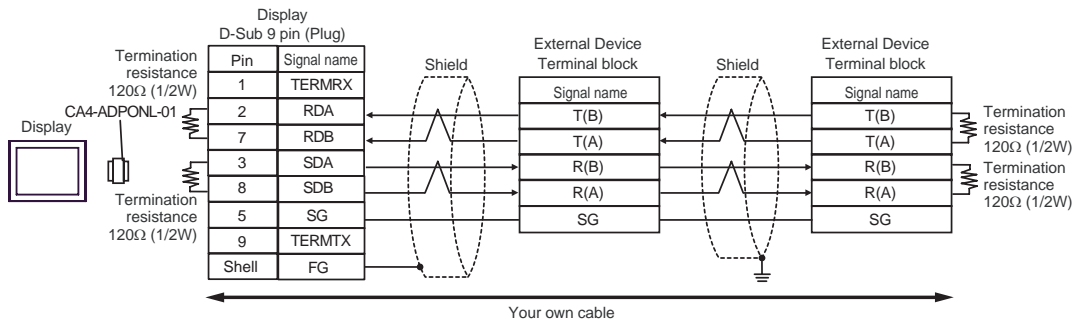 Display
D-Sub 9 pin (Plug)
Termination
resistance
120Ω (1/2W)
CA4-ADPONL-01
Display
Termination
resistance
120Ω (1/2W)
Pin Signal name
1 TERMRX
2 RDA
7 RDB
3 SDA
8 SDB
5 SG
9 TERMTX
Shell FG
Shield
External Device
Terminal block
Signal name
T(B)
T(A)
R(B)
R(A)
SG
Shield
External Device
Terminal block
Signal name
T(B)
T(A)
R(B)
R(A)
SG
Termination
resistance
120Ω (1/2W)
Termination
resistance
120Ω (1/2W)
Your own cable